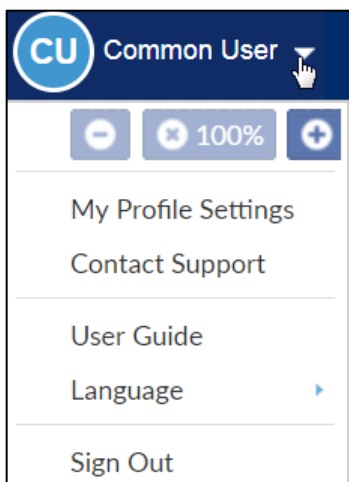 CU Common User
100%
My Profile Settings
Contact Support
User Guide
Language
Sign Out